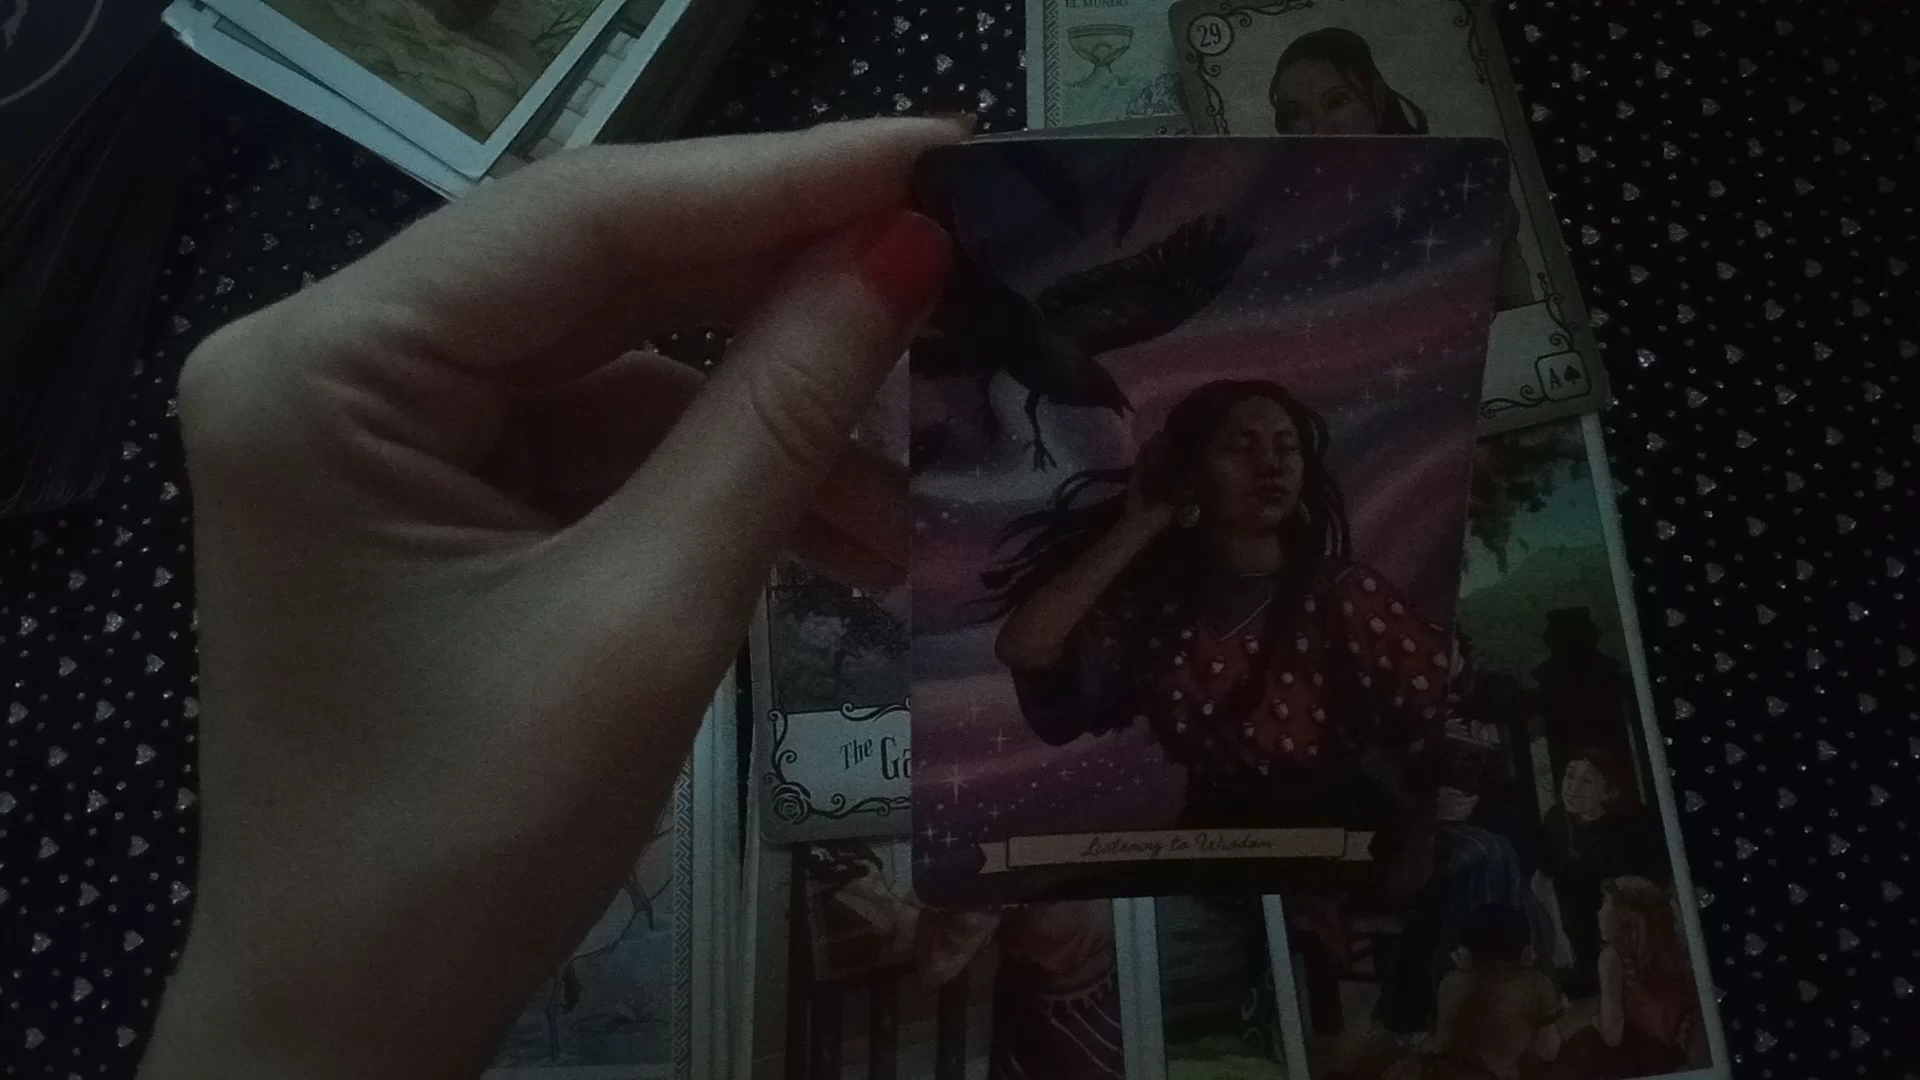 EL MUNDO
29
A♠
The Ga
Listening to Wisdom